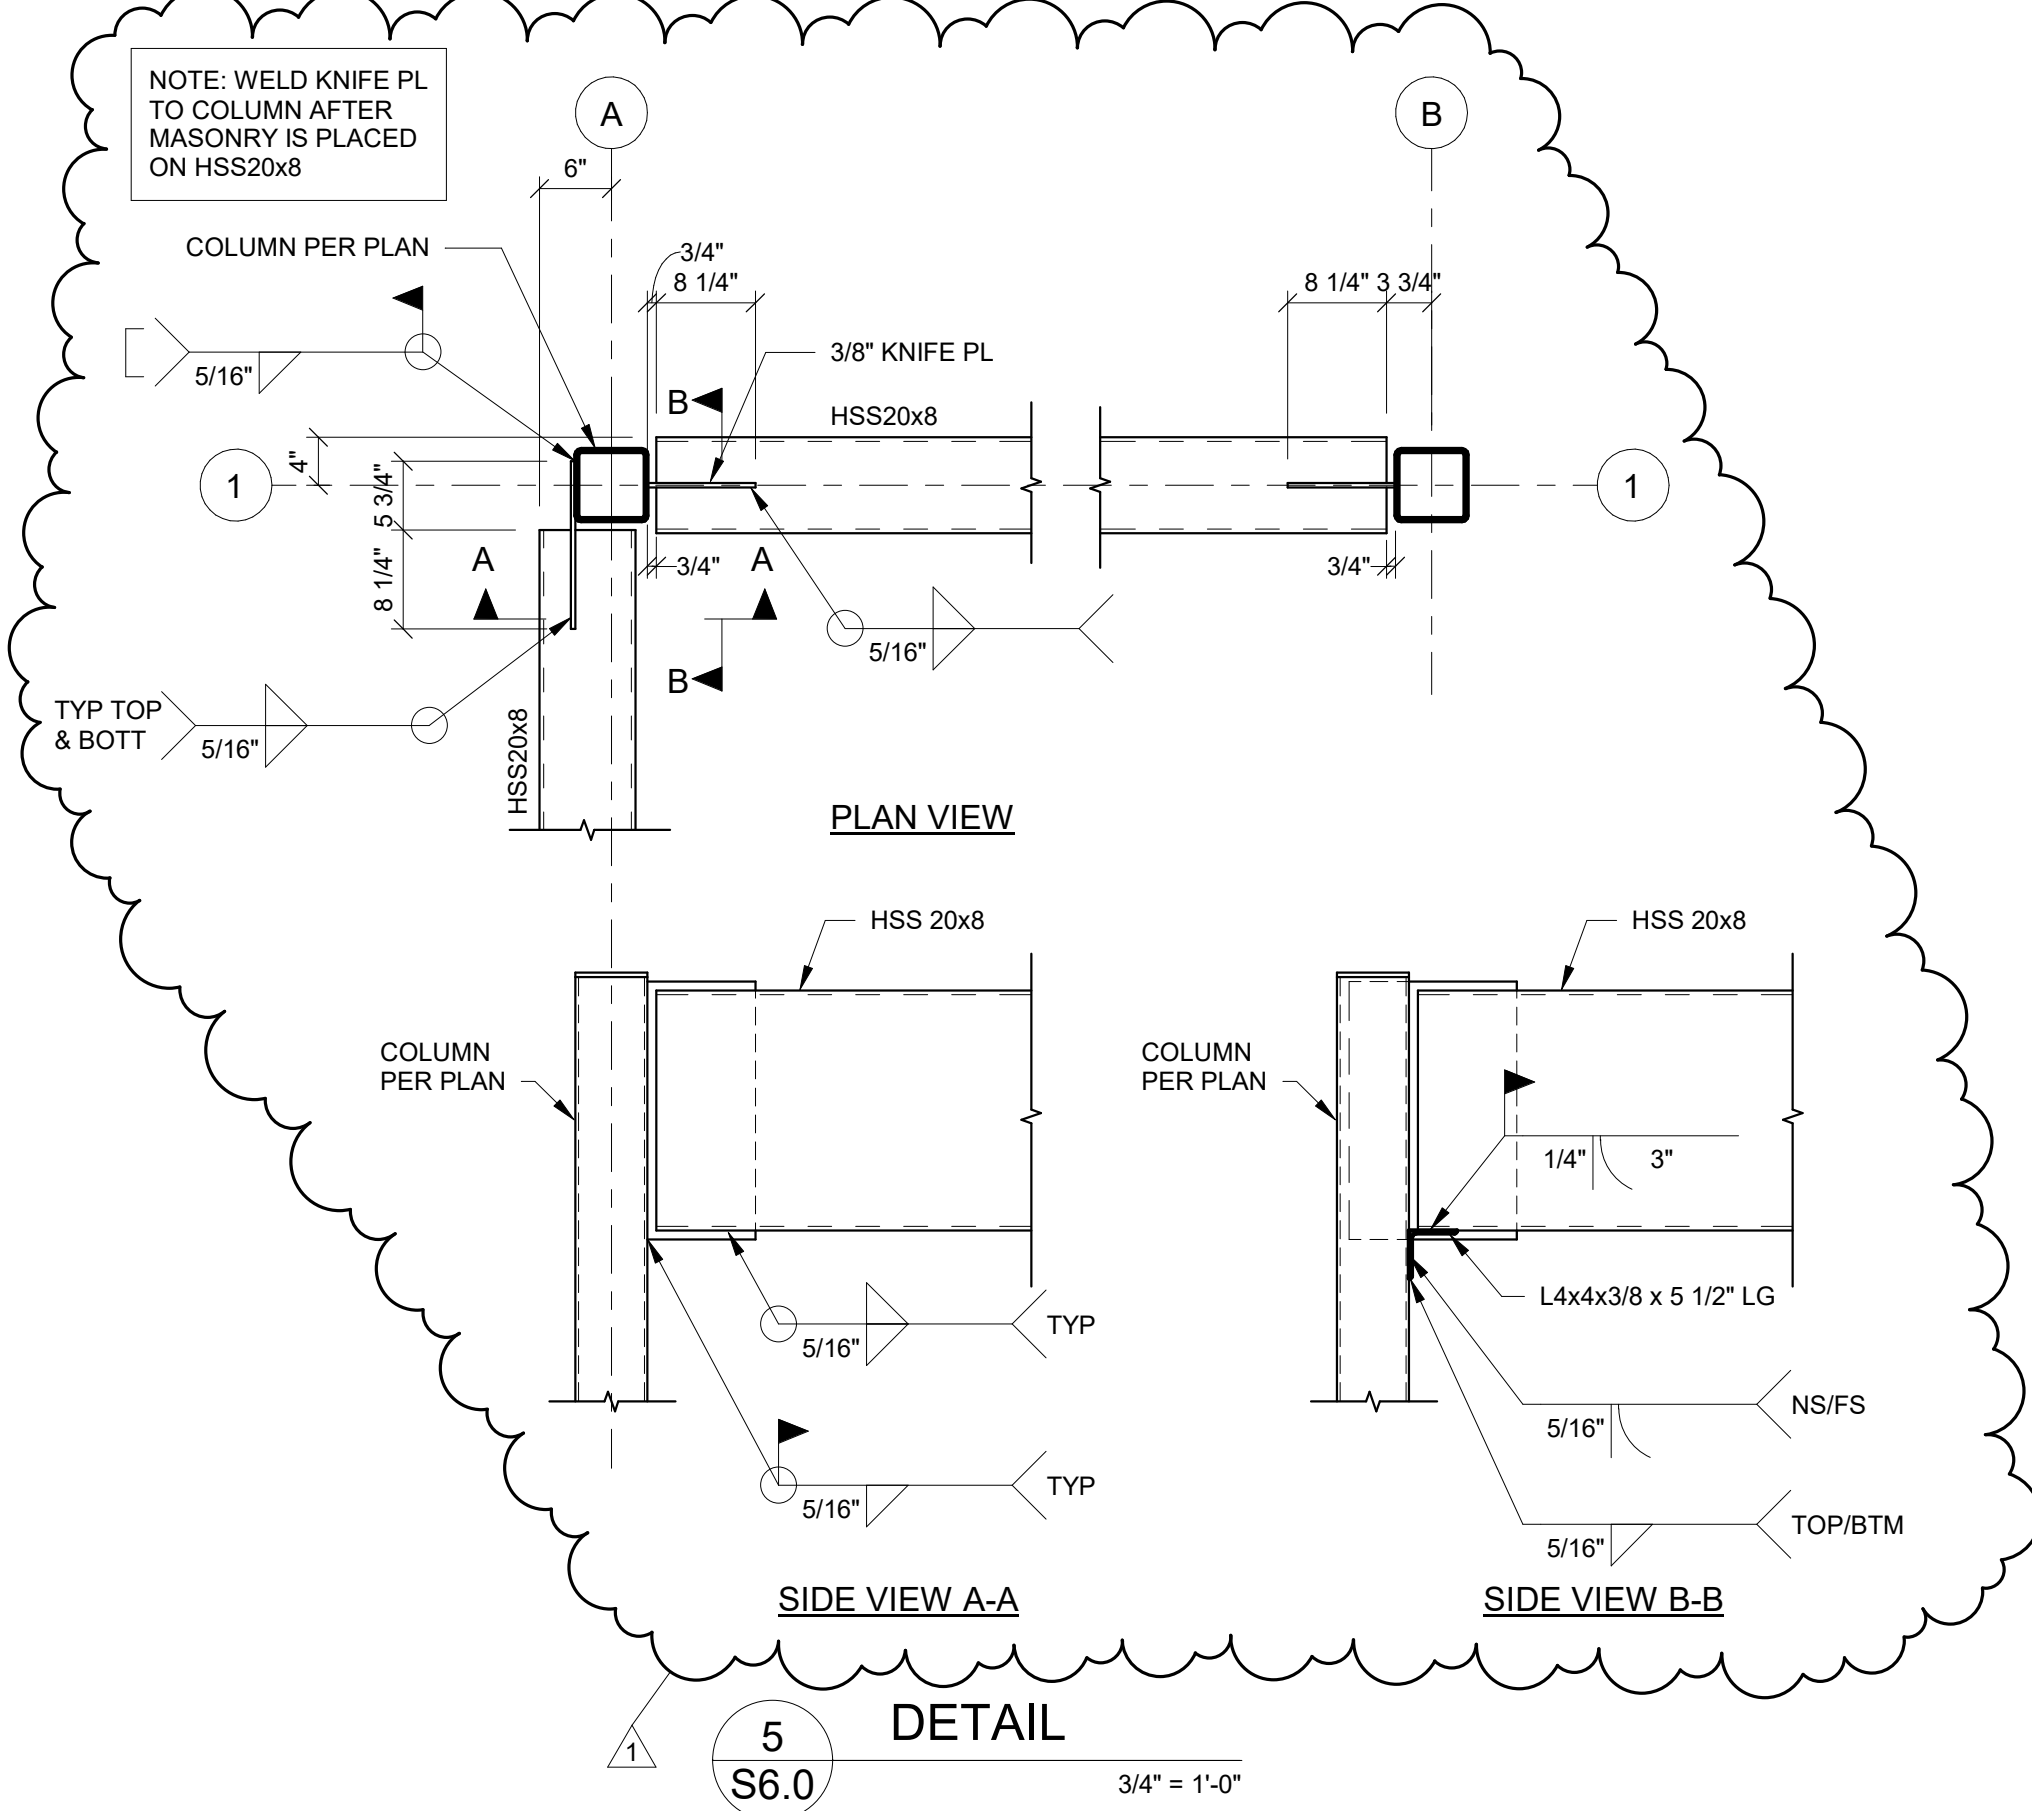 NOTE: WELD KNIFE PL
TO COLUMN AFTER
MASONRY IS PLACED
ON HSS20x8
A
B
6"
COLUMN PER PLAN
3/4"
8 1/4"
8 1/4"
3 3/4"
3/8" KNIFE PL
5/16"
B
HSS20x8
4"
1
5 3/4"
1
A
3/4"
A
3/4"
8 1/4"
5/16"
B
TYP TOP
& BOTT
5/16"
HSS20x8
PLAN VIEW
HSS 20x8
HSS 20x8
COLUMN
PER PLAN
COLUMN
PER PLAN
1/4"
3"
L4x4x3/8 x 5 1/2" LG
TYP
5/16"
NS/FS
5/16"
TYP
5/16"
TOP/BTM
5/16"
SIDE VIEW A-A
SIDE VIEW B-B
1
5
S6.0
DETAIL
3/4" = 1'-0"